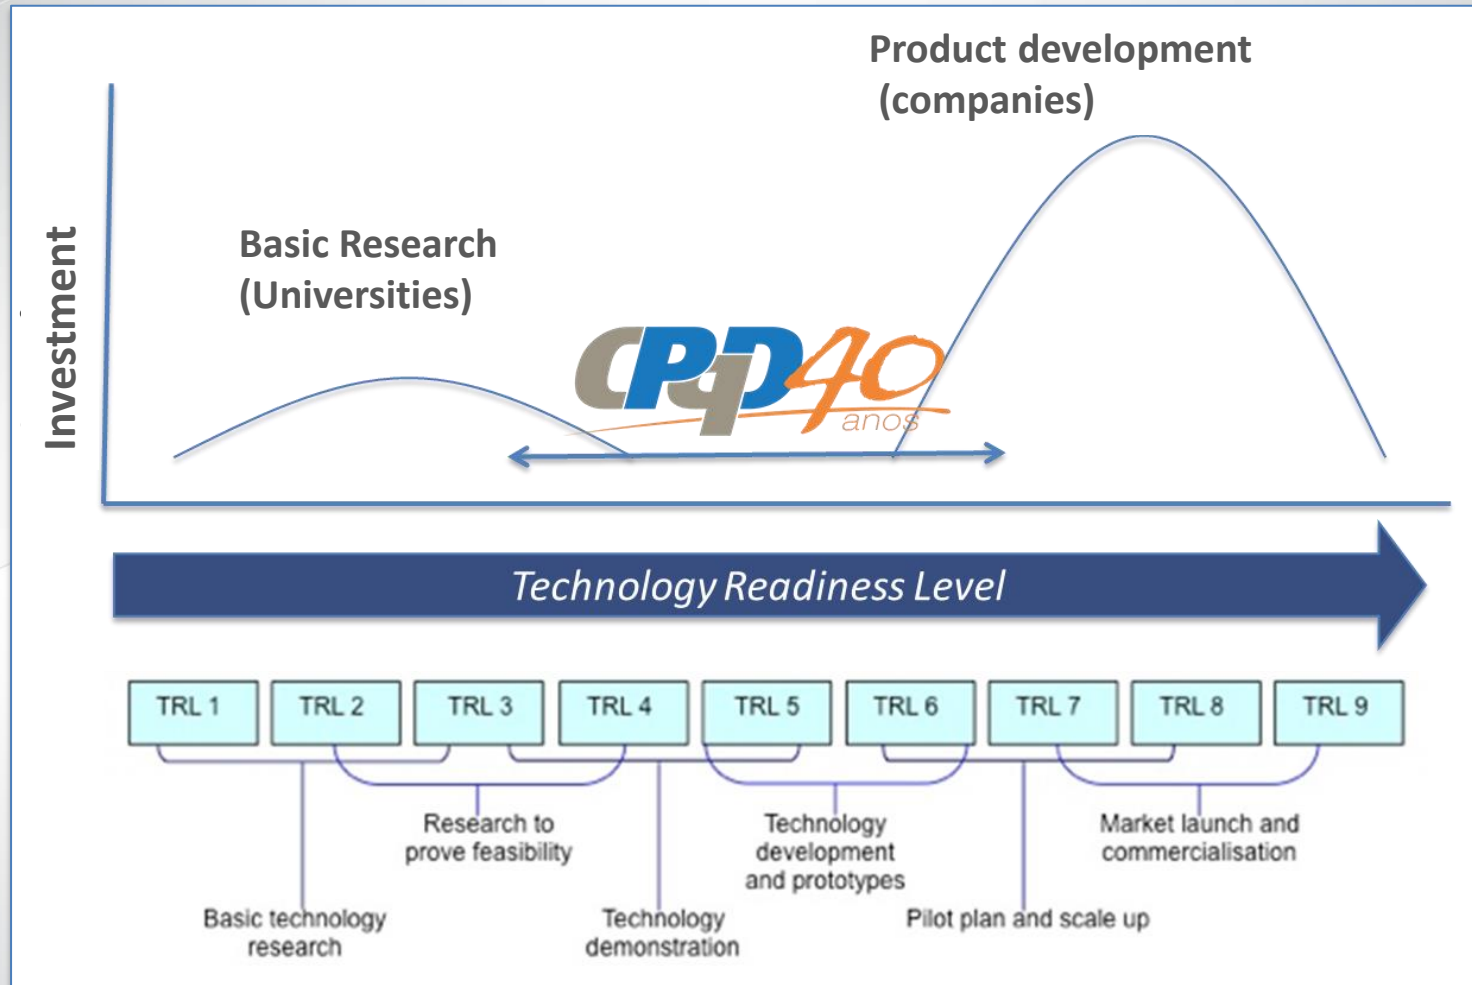 Product development
(companies)
Investment
Basic Research
(Universities)
CPqD 40
anos
Technology Readiness Level
TRL 1
TRL 2
TRL 3
TRL 4
TRL 5
TRL 6
TRL 7
TRL 8
TRL 9
Research to
prove feasibility
Technology
development
and prototypes
Market launch and
commercialisation
Basic technology
research
Technology
demonstration
Pilot plan and scale up